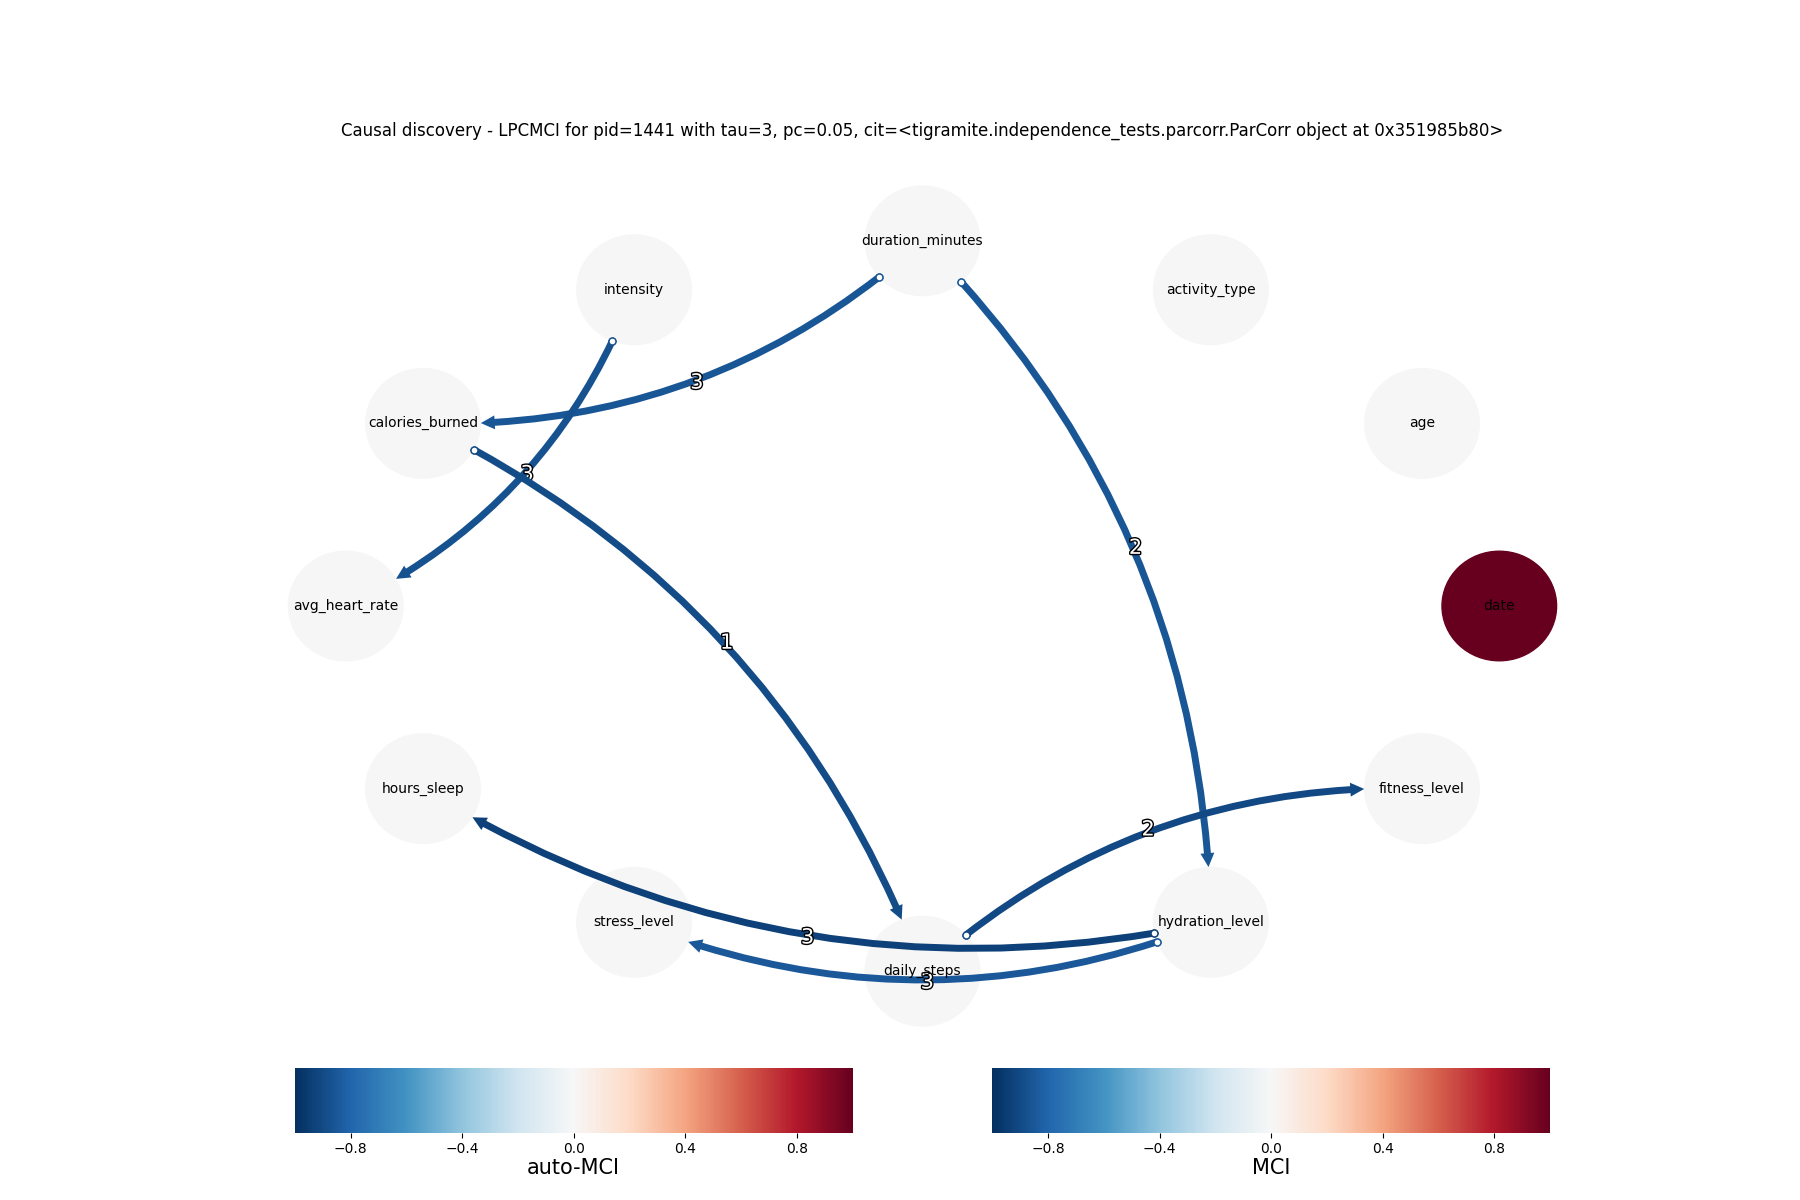 Causal discovery - LPCMCI for pid=1441 with tau=3, pc=0.05, cit=<tigramite.independence_tests.parcorr.ParCorr object at 0x351985b80>
duration_minutes
intensity
activity_type
3
calories_burned
age
3
2
avg_heart_rate
date
1
hours_sleep
fitness_level
2
stress_level
hydration_level
3
daily_steps
3
−0.8 −0.4 0.0 0.4 0.8
auto-MCI
−0.8 −0.4 0.0 0.4 0.8
MCI